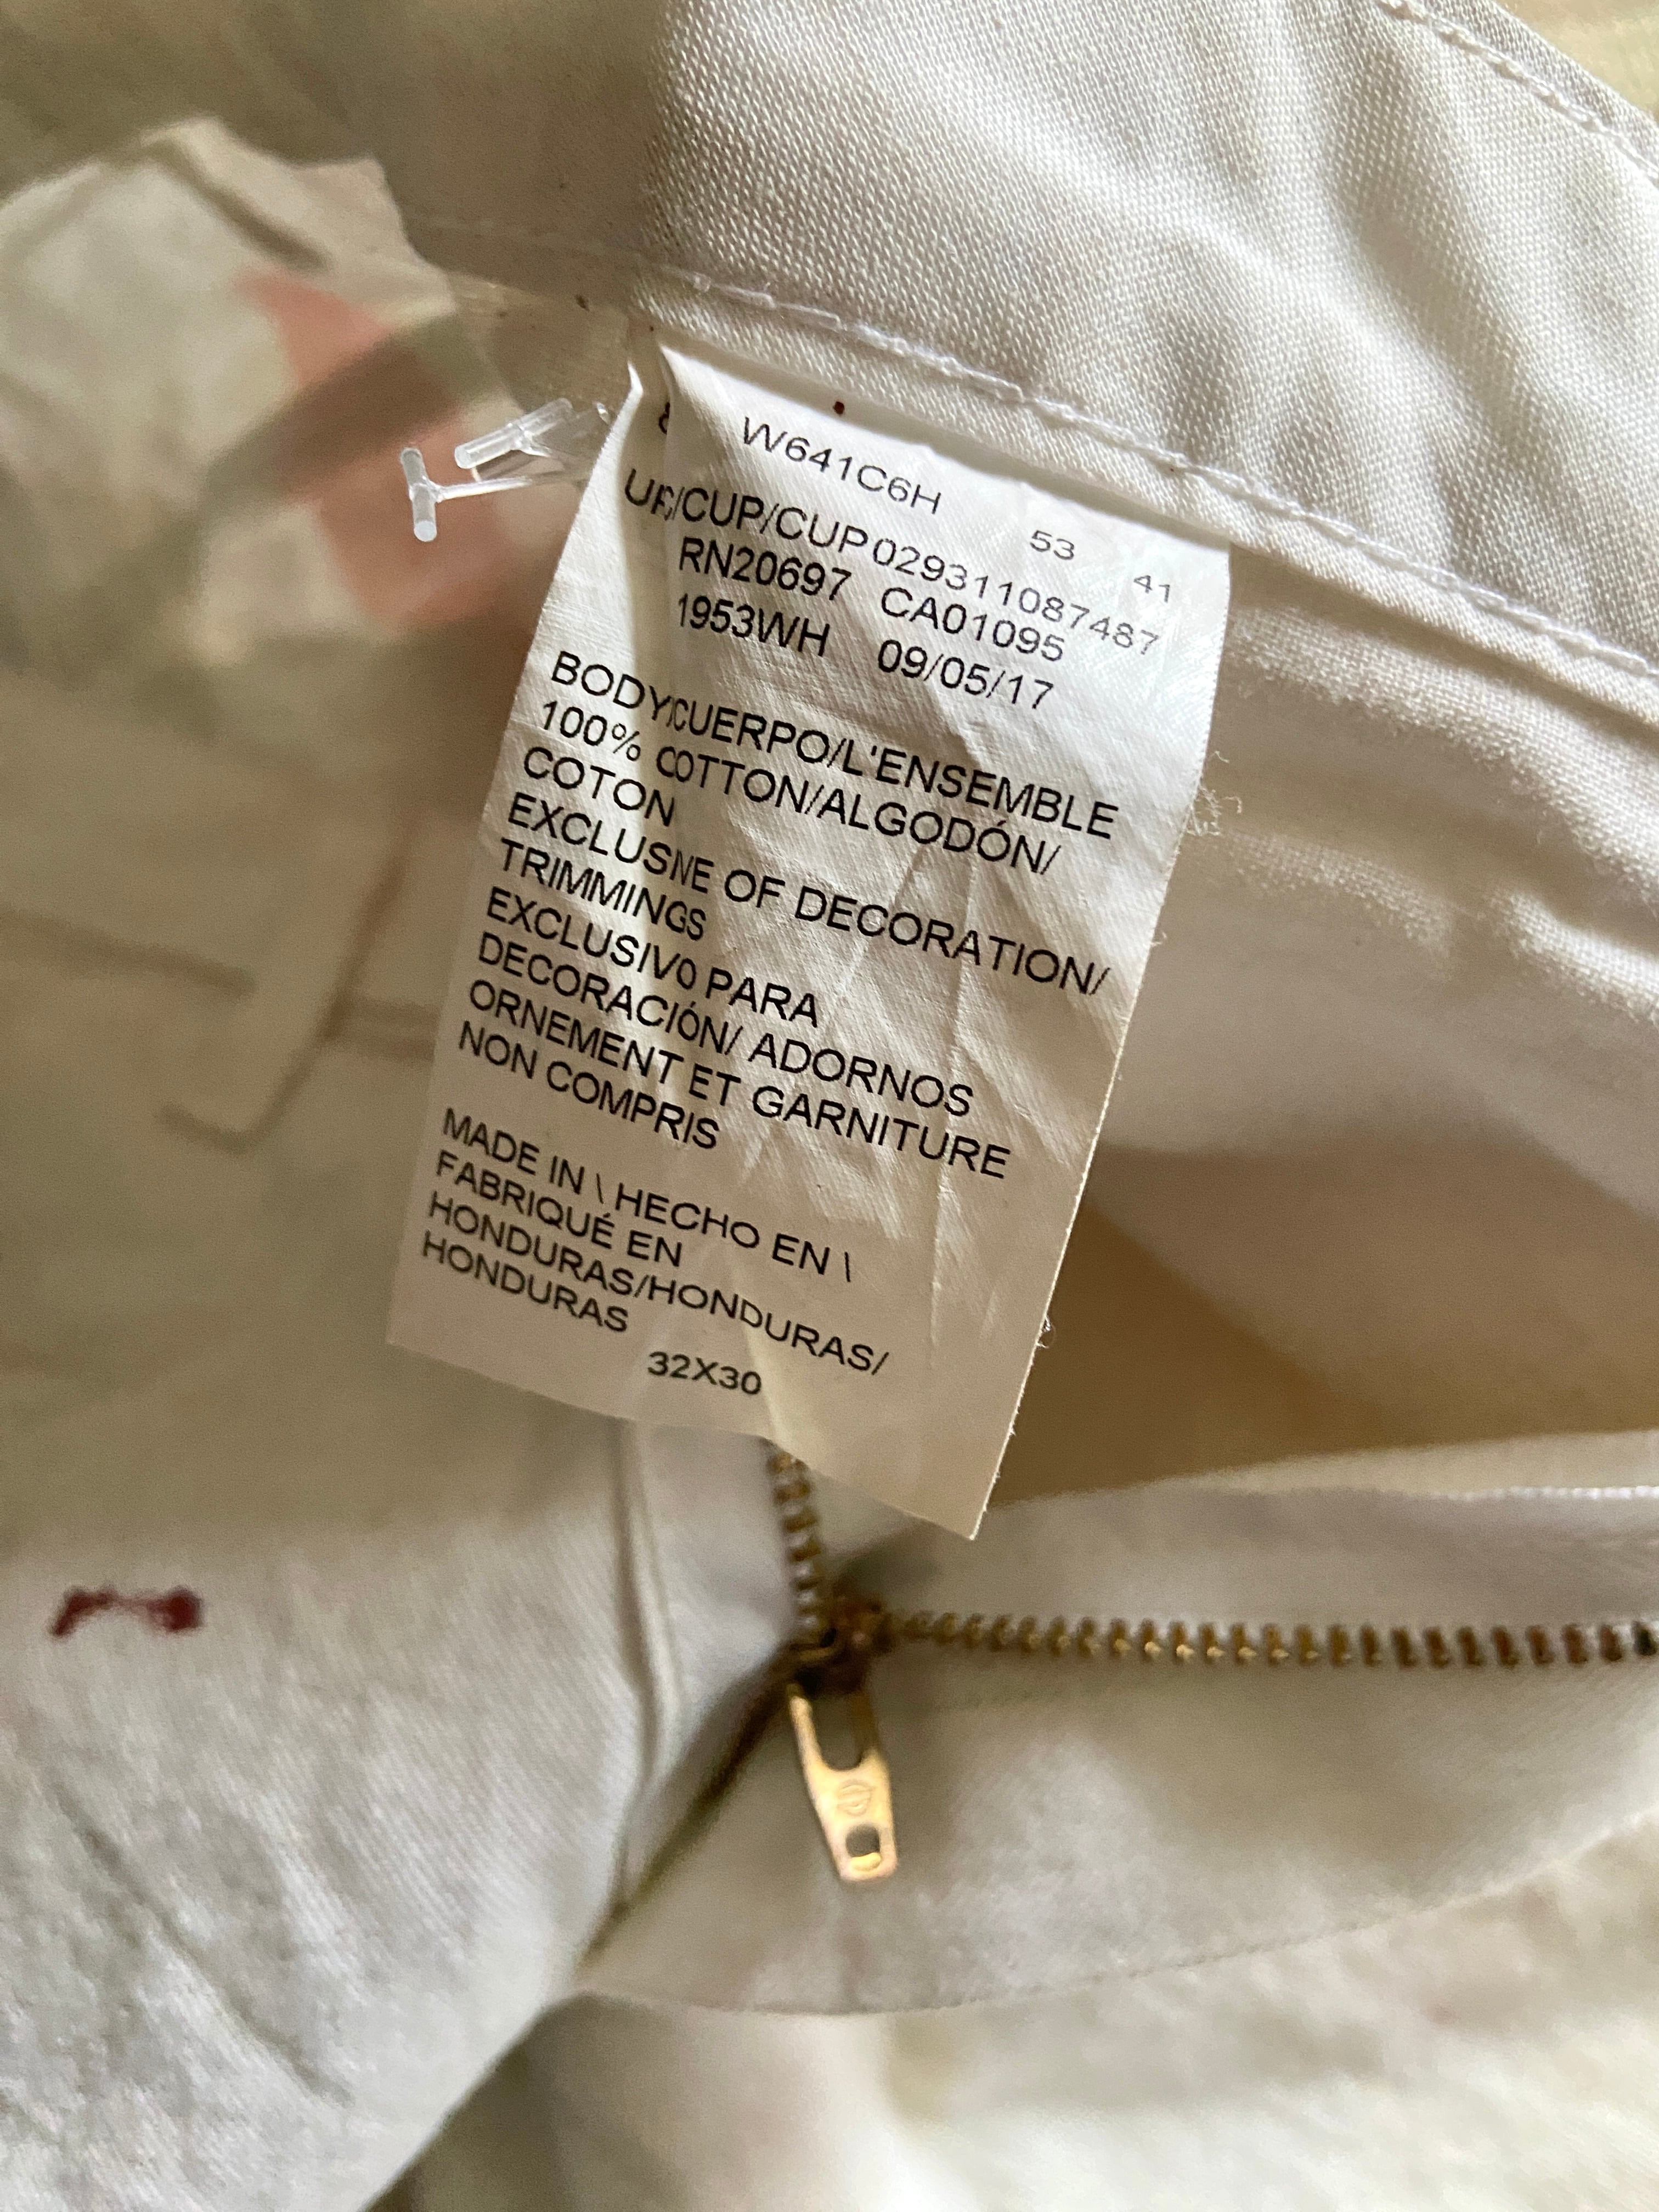 W641C6H 53 41
/CUP/CUP 029311087487
RN20697 CA01095
1953WH 09/05/17
BODY/CUERPO/L'ENSEMBLE
100% COTTON/ALGODÓN/
COTON
EXCLUSIVE OF DECORATION/
TRIMMINGS
EXCLUSIVO PARA
DECORACIÓN/ ADORNOS
ORNEMENT ET GARNITURE
NON COMPRIS
MADE IN \ HECHO EN \
FABRIQUÉ EN
HONDURAS/HONDURAS/
HONDURAS
32X30